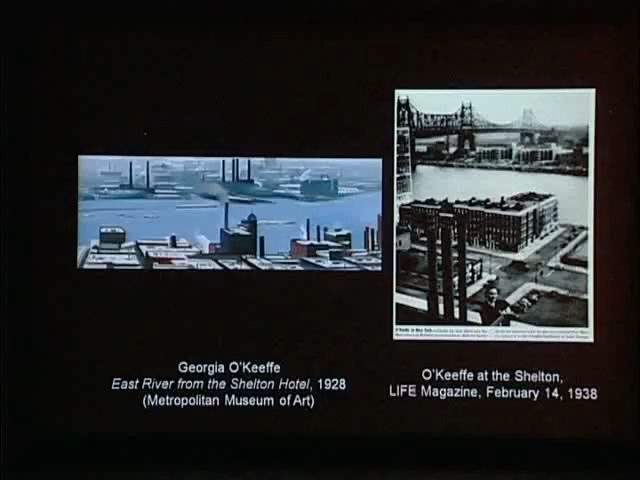 Georgia O'Keeffe
East River from the Shelton Hotel, 1928
(Metropolitan Museum of Art)
O'Keeffe at the Shelton,
LIFE Magazine, February 14, 1938